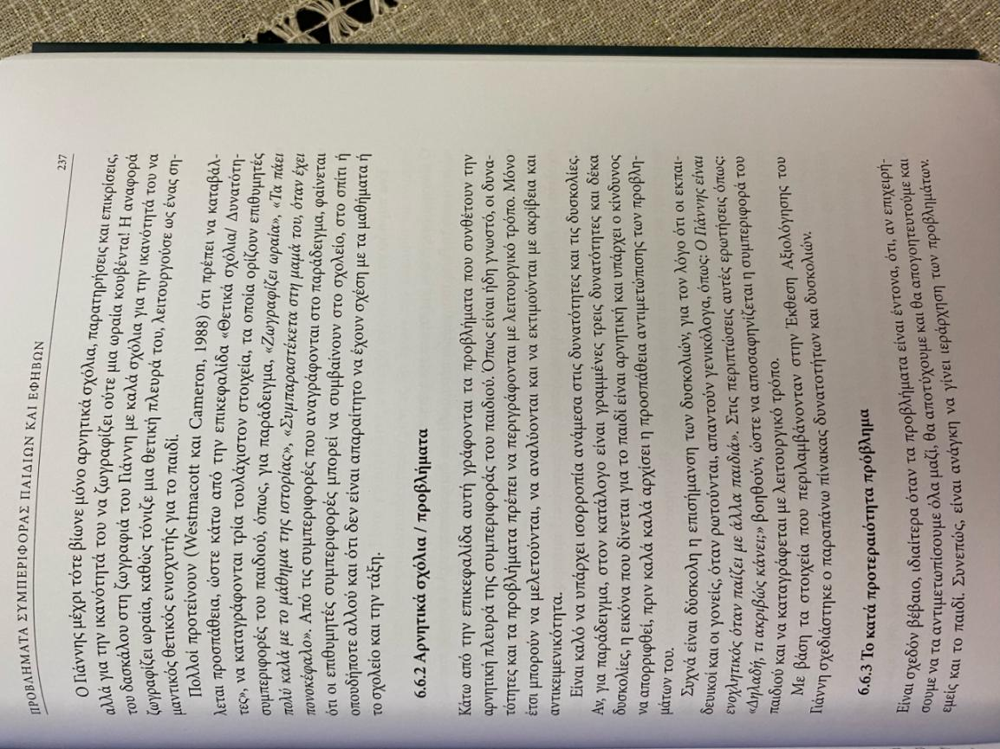 ΠΡΟΒΛΗΜΑΤΑ ΣΥΜΠΕΡΙΦΟΡΑΣ ΠΑΙΔΙΩΝ ΚΑΙ ΕΦΗΒΩΝ 237
Ο Γιάννης μέχρι τότε βίωνε μόνο αρνητικά σχόλια, παρατηρήσεις και επικρίσεις,
αλλά για την ικανότητά του να ζωγραφίζει ούτε μια ωραία κουβέντα! Η αναφορά
του δασκάλου στη ζωγραφιά του Γιάννη με καλά σχόλια για την ικανότητά του να
ζωγραφίζει ωραία, καθώς τόνιζε μια θετική πλευρά του, λειτουργούσε ως ένας ση-
μαντικός θετικός ενισχυτής για το παιδί.
Πολλοί προτείνουν (Westmacott και Cameron, 1988) ότι πρέπει να καταβάλ-
λεται προσπάθεια, ώστε κάτω από την επικεφαλίδα «Θετικά σχόλια/ Δυνατότη-
τες», να καταγράφονται τρία τουλάχιστον στοιχεία, τα οποία ορίζουν επιθυμητές
συμπεριφορές του παιδιού, όπως, για παράδειγμα, «Ζωγραφίζει ωραία», «Τα πάει
πολύ καλά με το μάθημα της ιστορίας», «Συμπαραστέκεται στη μαμά του, όταν έχει
πονοκέφαλο». Από τις συμπεριφορές που αναγράφονται στο παράδειγμα, φαίνεται
ότι οι επιθυμητές συμπεριφορές μπορεί να συμβαίνουν στο σχολείο, στο σπίτι ή
οπουδήποτε αλλού και ότι δεν είναι απαραίτητο να έχουν σχέση με τα μαθήματα ή
το σχολείο και την τάξη.
6.6.2 Αρνητικά σχόλια / προβλήματα
Κάτω από την επικεφαλίδα αυτή γράφονται τα προβλήματα που συνθέτουν την
αρνητική πλευρά της συμπεριφοράς του παιδιού. Όπως είναι ήδη γνωστό, οι δυνα-
τότητες και τα προβλήματα πρέπει να περιγράφονται με λειτουργικό τρόπο. Μόνο
έτσι μπορούν να μελετούνται, να αναλύονται και να εκτιμούνται με ακρίβεια και
αντικειμενικότητα.
Είναι καλό να υπάρχει ισορροπία ανάμεσα στις δυνατότητες και τις δυσκολίες.
Αν, για παράδειγμα, στον κατάλογο είναι γραμμένες τρεις δυνατότητες και δέκα
δυσκολίες, η εικόνα που δίνεται για το παιδί είναι αρνητική και υπάρχει ο κίνδυνος
να απορριφθεί, πριν καλά καλά αρχίσει η προσπάθεια αντιμετώπισης των προβλη-
μάτων του.
Συχνά είναι δύσκολη η επισήμανση των δυσκολιών, για τον λόγο ότι οι εκπαι-
δευτικοί και οι γονείς, όταν ρωτούνται, απαντούν γενικόλογα, όπως: Ο Γιάννης είναι
ενοχλητικός όταν παίζει με άλλα παιδιά». Στις περιπτώσεις αυτές ερωτήσεις όπως:
«Δηλαδή, τι ακριβώς κάνει;» βοηθούν, ώστε να αποσαφηνίζεται η συμπεριφορά του
παιδιού και να καταγράφεται με λειτουργικό τρόπο.
Με βάση τα στοιχεία που περιλαμβάνονταν στην Έκθεση Αξιολόγησης του
Γιάννη σχεδιάστηκε ο παραπάνω πίνακας δυνατοτήτων και δυσκολιών.
6.6.3 Το κατά προτεραιότητα πρόβλημα
Είναι σχεδόν βέβαιο, ιδιαίτερα όταν τα προβλήματα είναι έντονα, ότι, αν επιχειρή-
σουμε να τα αντιμετωπίσουμε όλα μαζί, θα αποτύχουμε και θα απογοητευτούμε και
εμείς και το παιδί. Συνεπώς, είναι ανάγκη να γίνει ιεράρχηση των προβλημάτων.